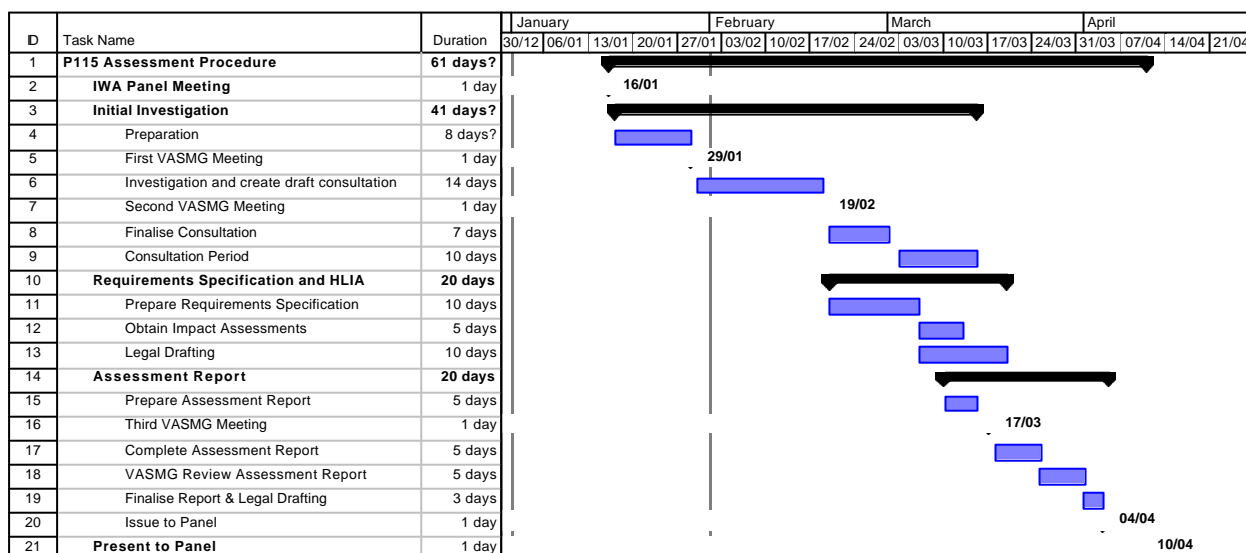 January February March April
ID Task Name Duration 30/12 06/01 13/01 20/01 27/01 03/02 10/02 17/02 24/02 03/03 10/03 17/03 24/03 31/03 07/04 14/04 21/04
1 P115 Assessment Procedure 61 days?
2 IWA Panel Meeting 1 day 16/01
3 Initial Investigation 41 days?
4 Preparation 8 days?
5 First VASMG Meeting 1 day 29/01
6 Investigation and create draft consultation 14 days
7 Second VASMG Meeting 1 day 19/02
8 Finalise Consultation 7 days
9 Consultation Period 10 days
10 Requirements Specification and HLIA 20 days
11 Prepare Requirements Specification 10 days
12 Obtain Impact Assessments 5 days
13 Legal Drafting 10 days
14 Assessment Report 20 days
15 Prepare Assessment Report 5 days
16 Third VASMG Meeting 1 day 17/03
17 Complete Assessment Report 5 days
18 VASMG Review Assessment Report 5 days
19 Finalise Report & Legal Drafting 3 days
20 Issue to Panel 1 day 04/04
21 Present to Panel 1 day 10/04